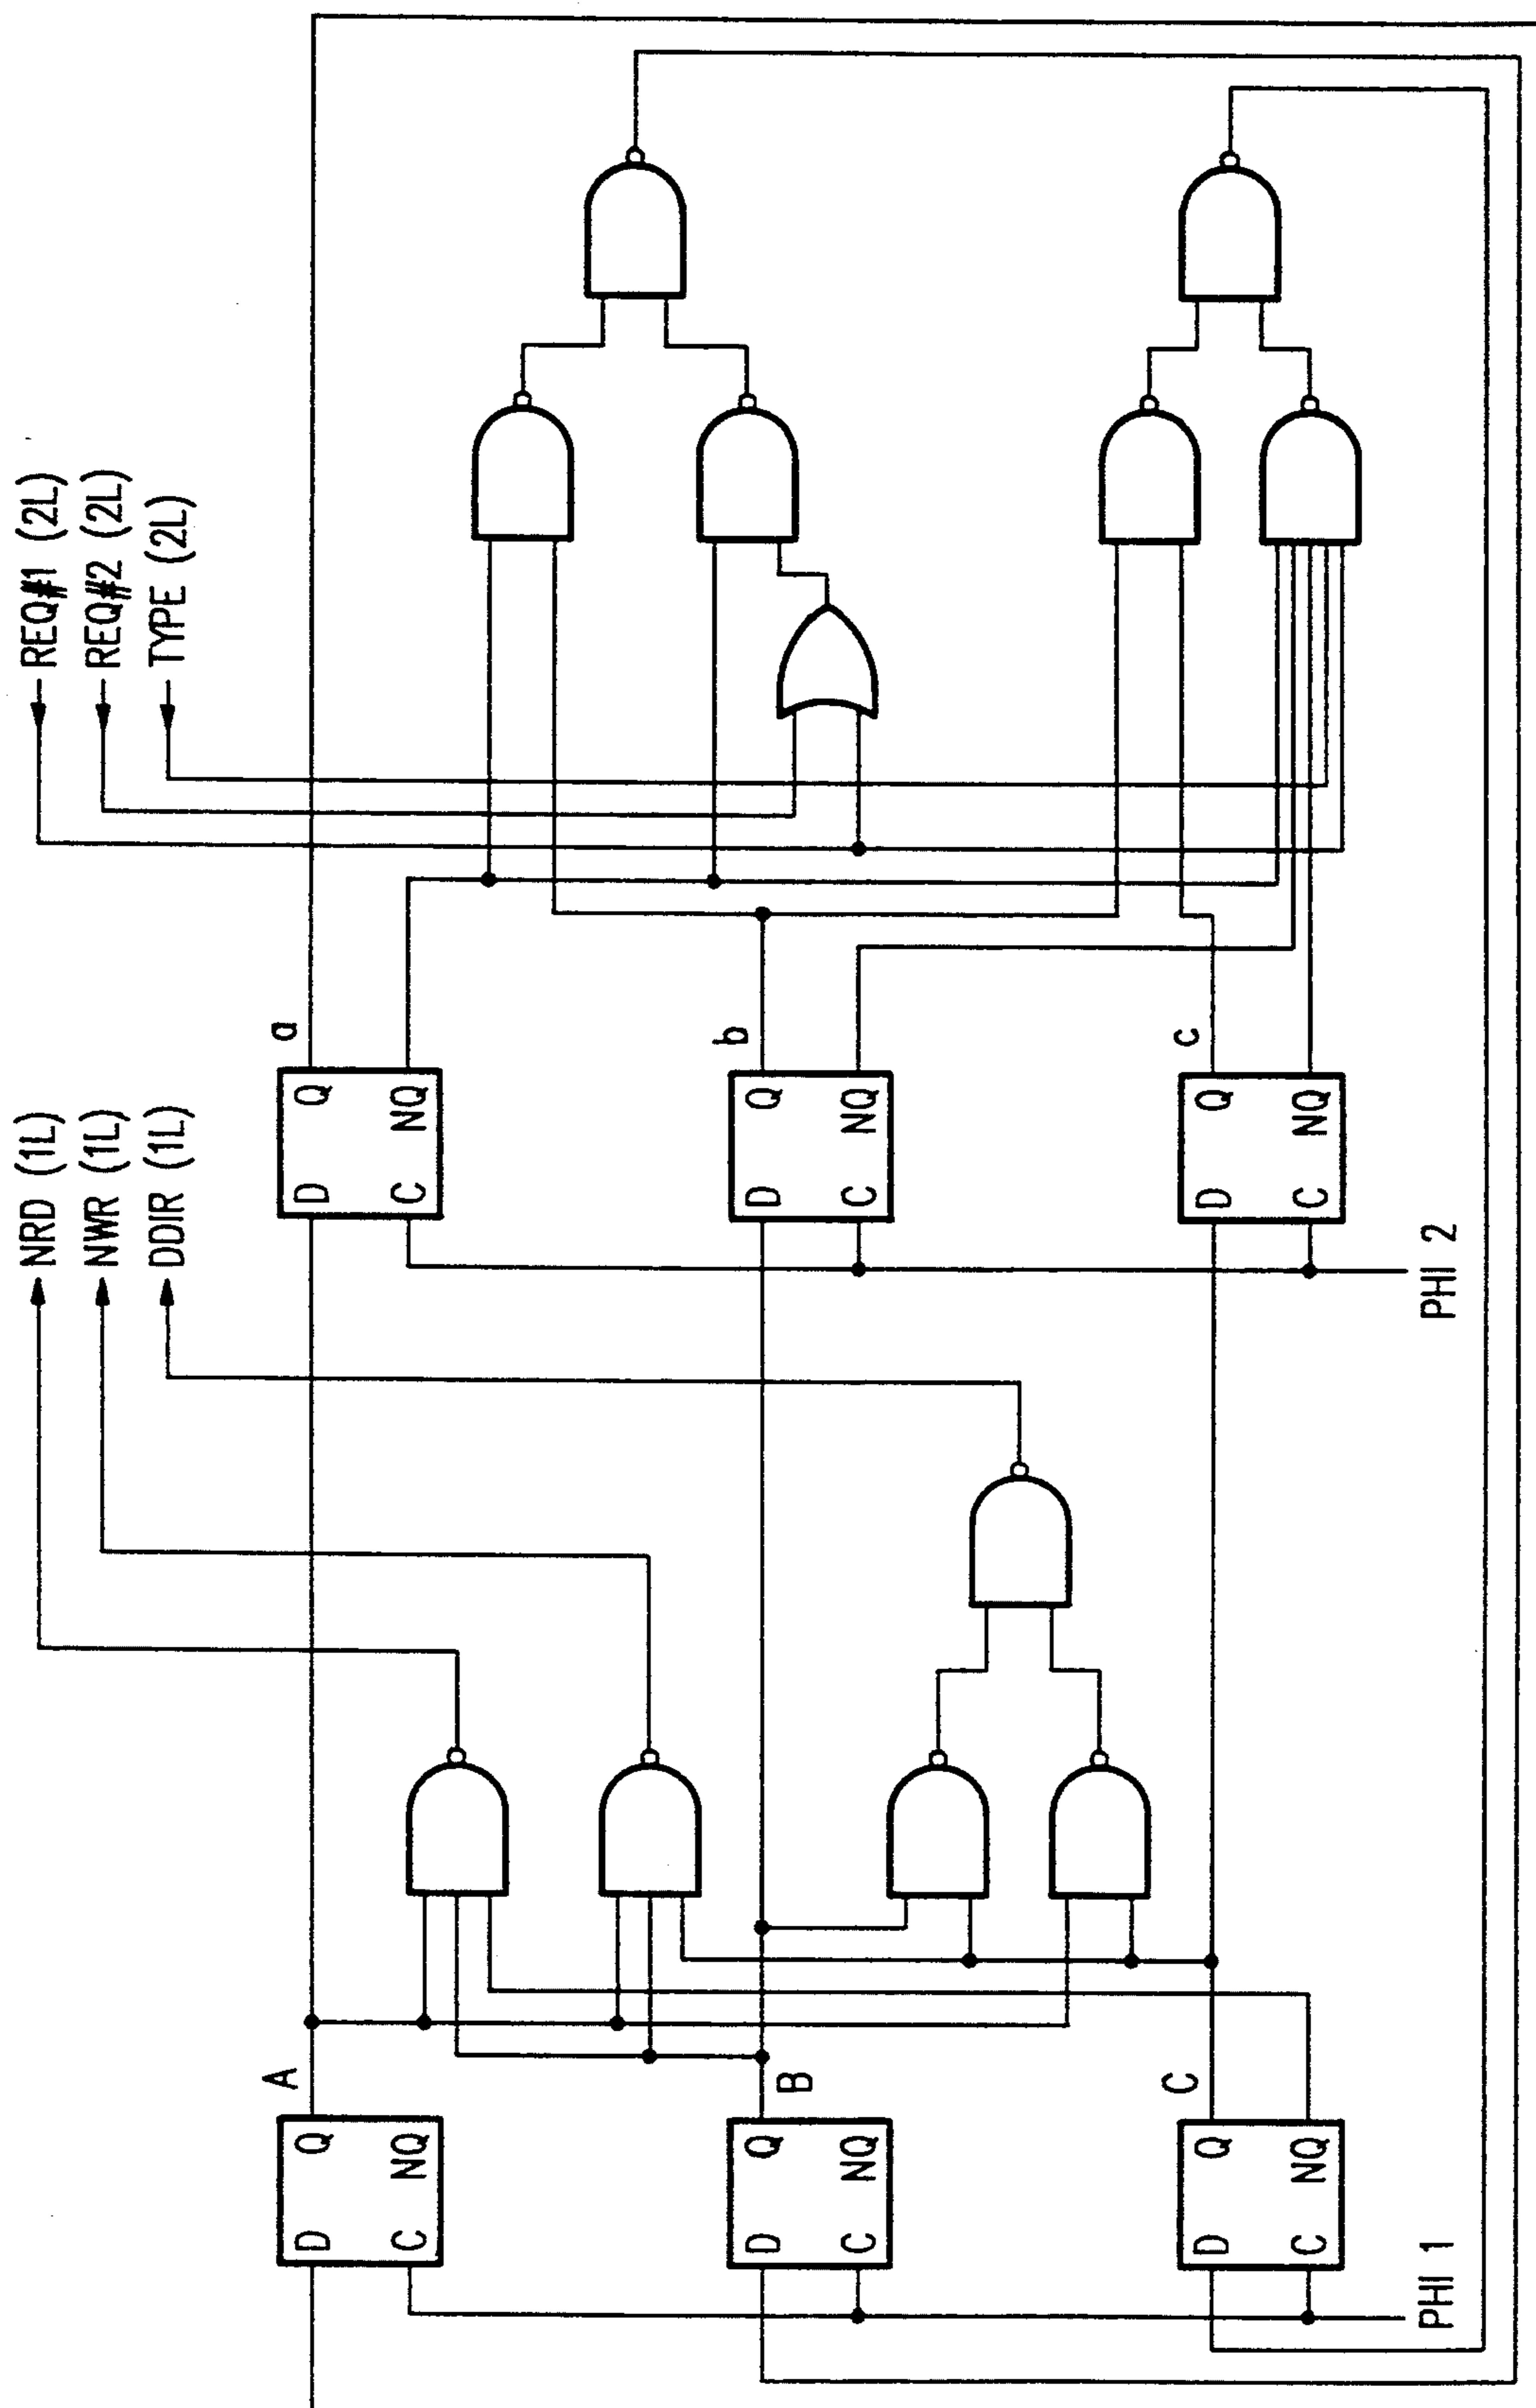 REQ#1 (2L)
REQ#2 (2L)
TYPE (2L)
NRD (1L)
NWR (1L)
DDIR (1L)
a
D Q
C NQ
b
D Q
C NQ
c
D Q
C NQ
PHI 2
A
D Q
C NQ
B
D Q
C NQ
C
D Q
C NQ
PHI 1